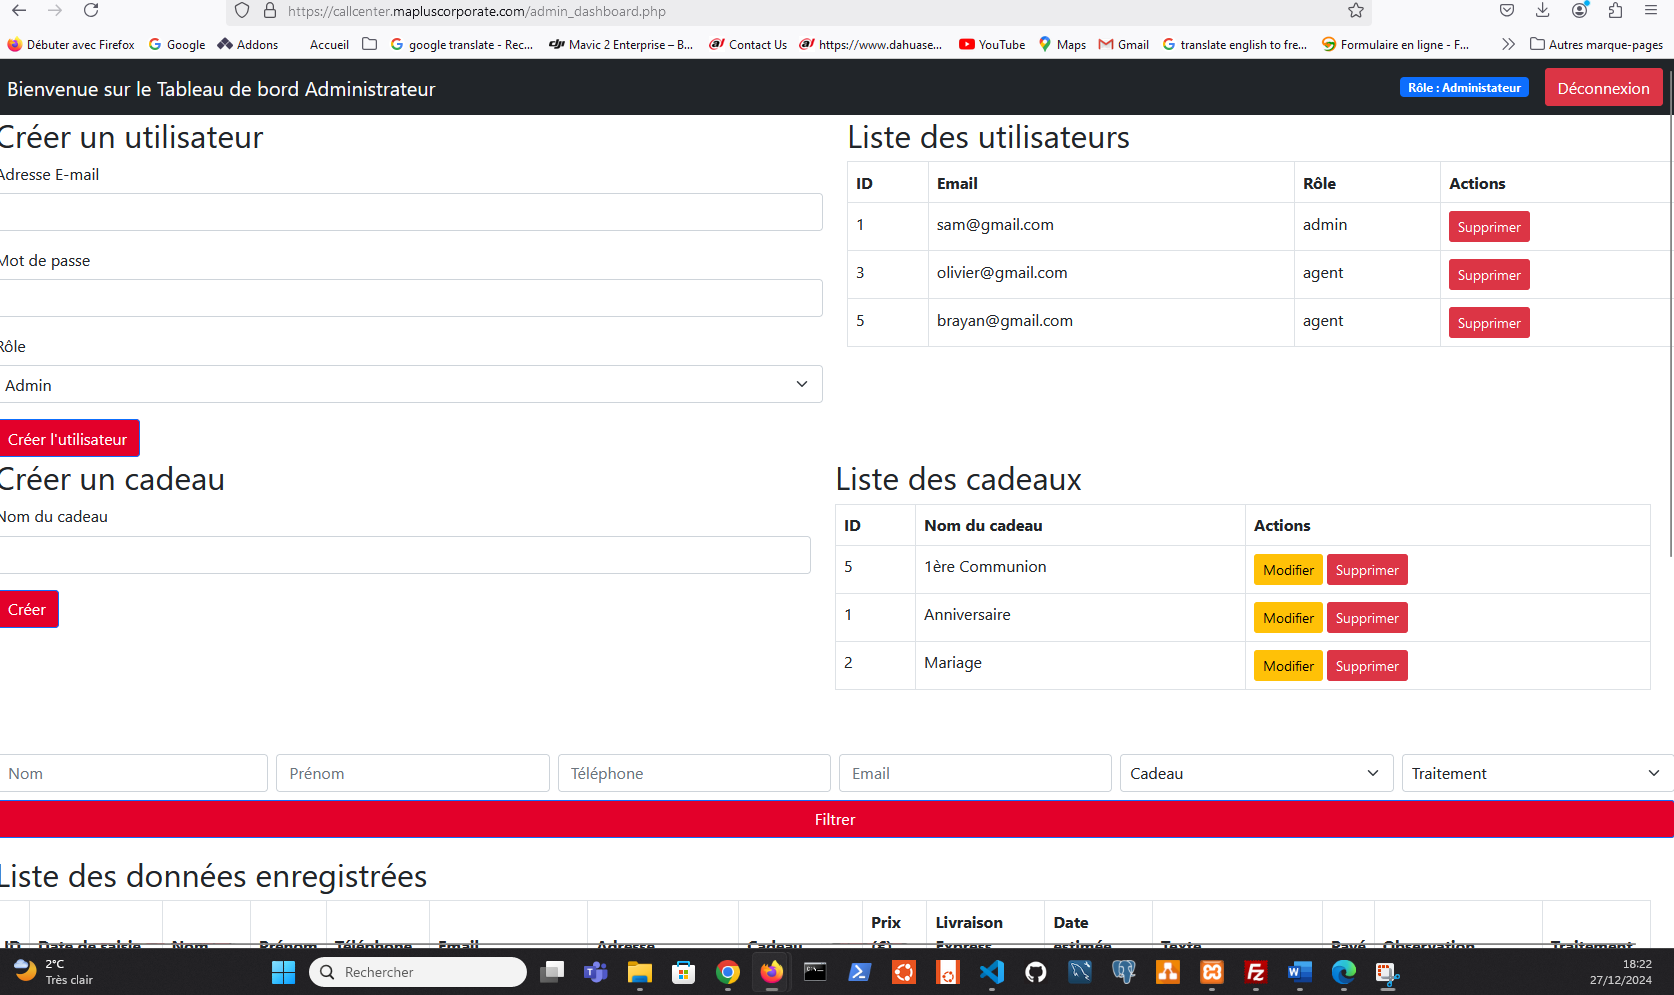 https://callcenter.mapluscorporate.com/admin_dashboard.php
Débuter avec Firefox Google Addons Accueil google translate - Rec... Mavic 2 Enterprise – B... Contact Us https://www.dahuase... YouTube Maps Gmail translate english to fre... Formulaire en ligne - F... Autres marque-pages
Bienvenue sur le Tableau de bord Administrateur Rôle : Administateur Déconnexion
Créer un utilisateur
Adresse E-mail
Mot de passe
Rôle
Admin
Créer l'utilisateur
Liste des utilisateurs
ID Email Rôle Actions
1 sam@gmail.com admin Supprimer
3 olivier@gmail.com agent Supprimer
5 brayan@gmail.com agent Supprimer
Créer un cadeau
Nom du cadeau
Créer
Liste des cadeaux
ID Nom du cadeau Actions
5 1ère Communion Modifier Supprimer
1 Anniversaire Modifier Supprimer
2 Mariage Modifier Supprimer
Nom Prénom Téléphone Email Cadeau Traitement
Filtrer
Liste des données enregistrées
ID Date de saisie Nom Prénom Téléphone Email Adresse Cadeau Prix (€) Livraison Express Date estimée Texte Payé Observation Traitement
2°C
Très clair
Rechercher
18:22
27/12/2024